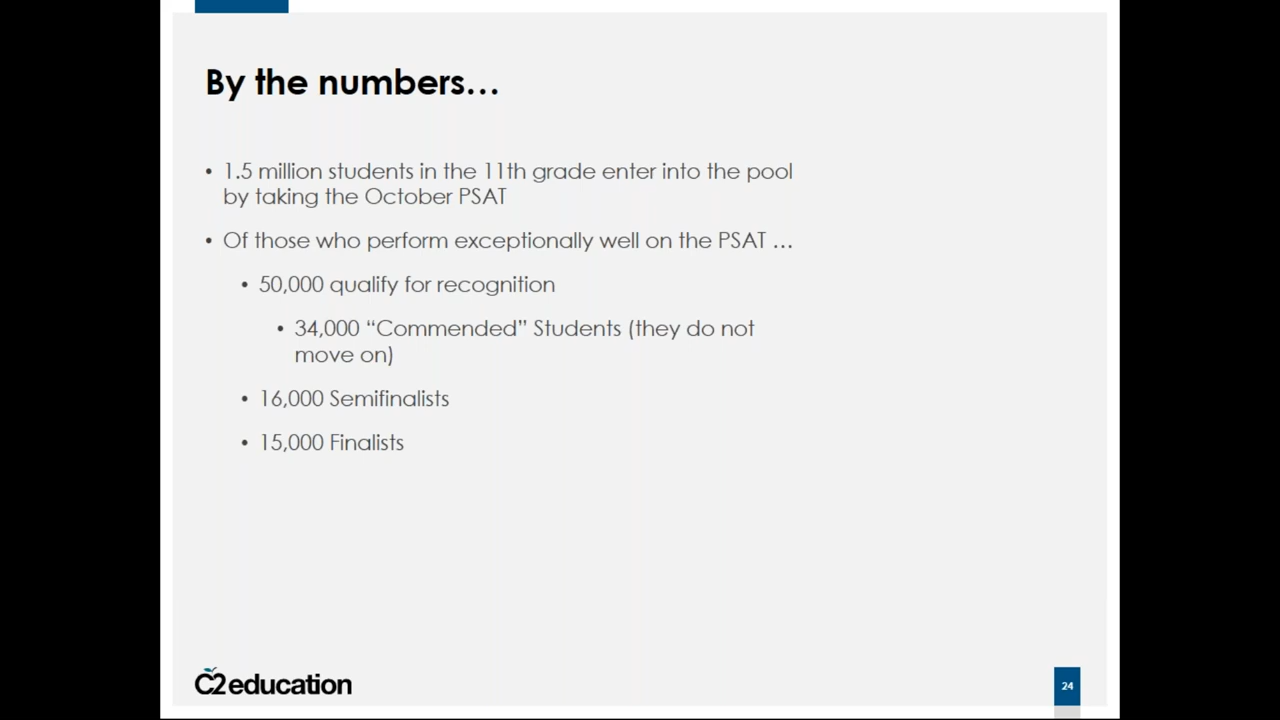 By the numbers…
• 1.5 million students in the 11th grade enter into the pool
by taking the October PSAT
• Of those who perform exceptionally well on the PSAT …
• 50,000 qualify for recognition
• 34,000 “Commended” Students (they do not
move on)
• 16,000 Semifinalists
• 15,000 Finalists
C2education
24